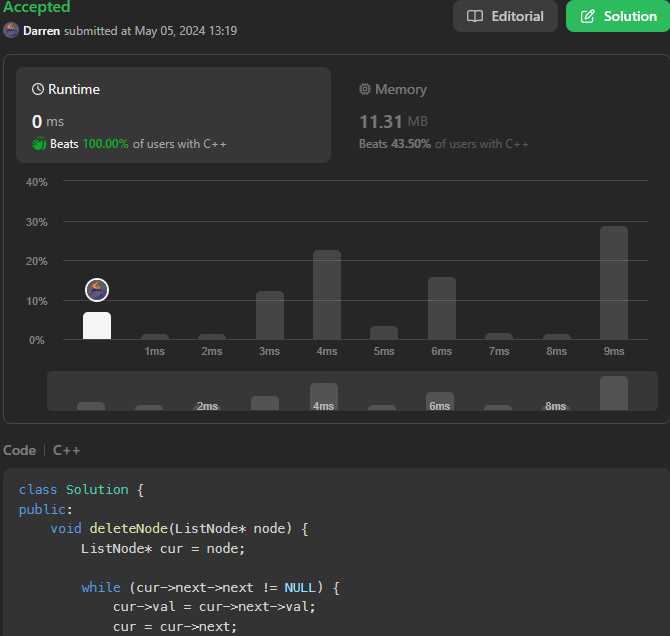 Accepted
Darren submitted at May 05, 2024 13:19
Editorial
Solution
Runtime
0 ms
Beats 100.00% of users with C++
Memory
11.31 MB
Beats 43.50% of users with C++
40%
30%
20%
10%
0%
1ms 2ms 3ms 4ms 5ms 6ms 7ms 8ms 9ms
2ms 4ms 6ms 8ms
Code | C++
class Solution {
public:
    void deleteNode(ListNode* node) {
        ListNode* cur = node;
        while (cur->next->next != NULL) {
            cur->val = cur->next->val;
            cur = cur->next;